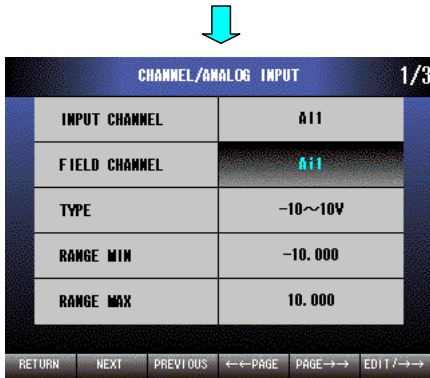 CHANNEL/ANALOG INPUT 1/3
INPUT CHANNEL AI1
FIELD CHANNEL Ai1
TYPE -10～10V
RANGE MIN -10.000
RANGE MAX 10.000
RETURN NEXT PREVIOUS ←←PAGE PAGE→→ EDIT/→→